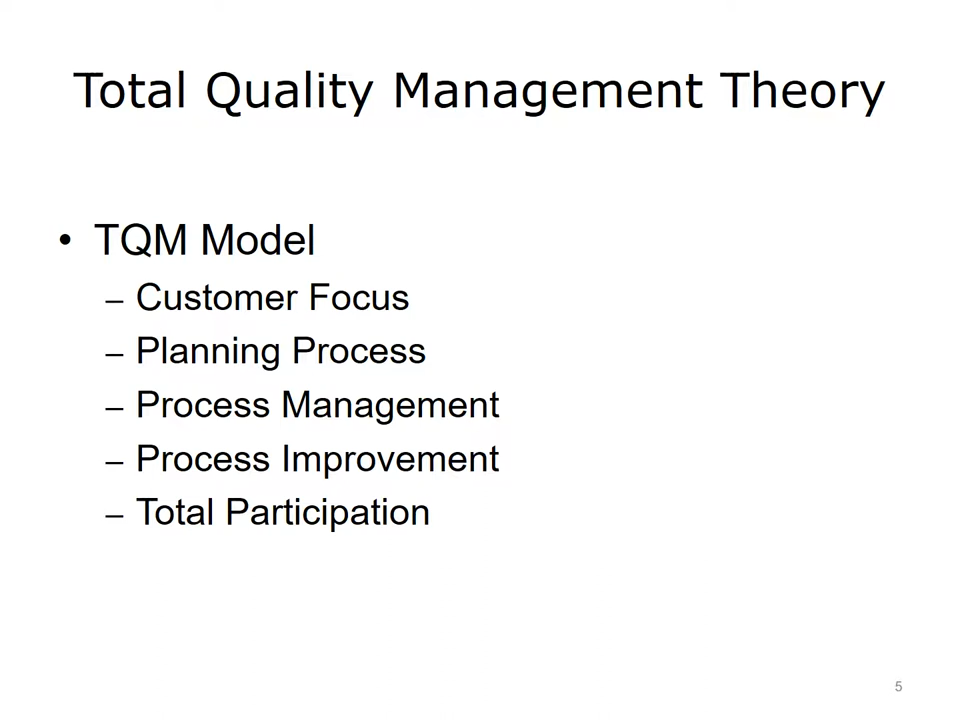 Total Quality Management Theory
• TQM Model
– Customer Focus
– Planning Process
– Process Management
– Process Improvement
– Total Participation
5